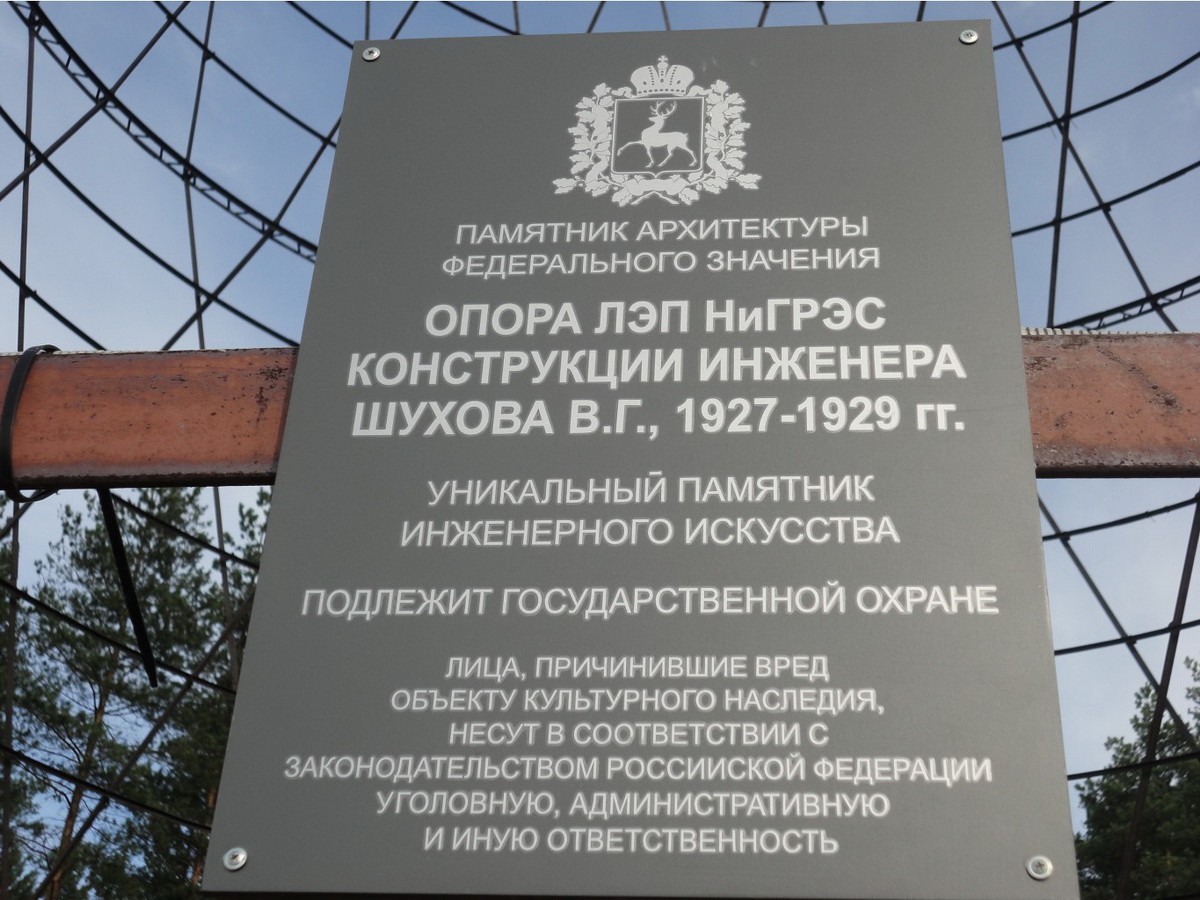 ПАМЯТНИК АРХИТЕКТУРЫ
ФЕДЕРАЛЬНОГО ЗНАЧЕНИЯ
ОПОРА ЛЭП НиГРЭС
КОНСТРУКЦИИ ИНЖЕНЕРА
ШУХОВА В.Г., 1927-1929 гг.
УНИКАЛЬНЫЙ ПАМЯТНИК
ИНЖЕНЕРНОГО ИСКУССТВА
ПОДЛЕЖИТ ГОСУДАРСТВЕННОЙ ОХРАНЕ
ЛИЦА, ПРИЧИНИВШИЕ ВРЕД
ОБЪЕКТУ КУЛЬТУРНОГО НАСЛЕДИЯ,
НЕСУТ В СООТВЕТСТВИИ С
ЗАКОНОДАТЕЛЬСТВОМ РОССИИСКОЙ ФЕДЕРАЦИИ
УГОЛОВНУЮ, АДМИНИСТРАТИВНУЮ
И ИНУЮ ОТВЕТСТВЕННОСТЬ